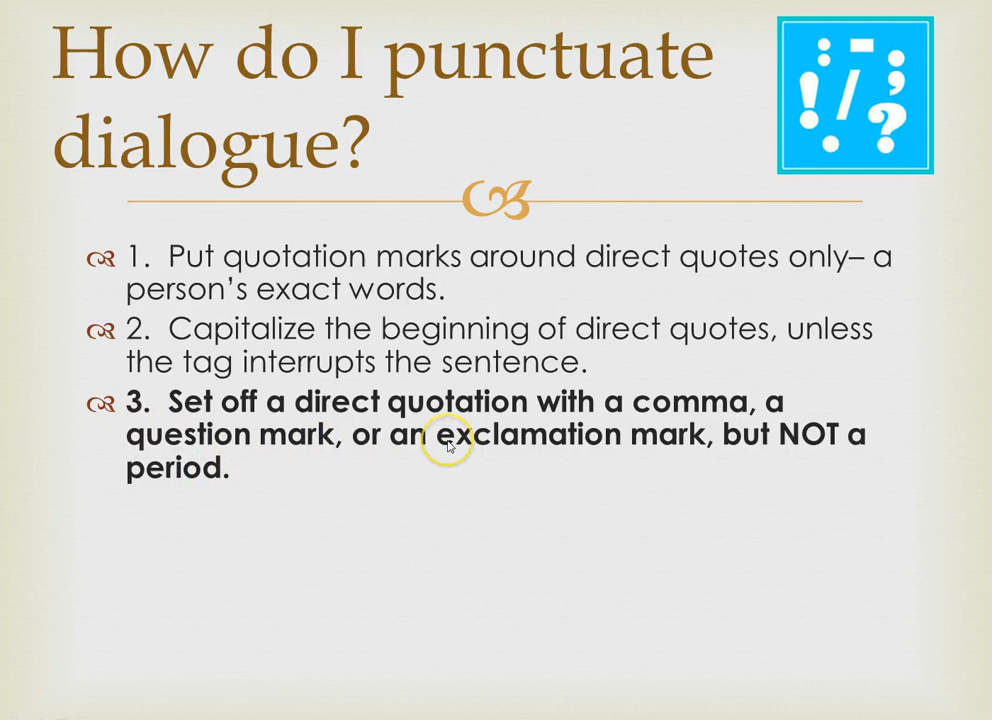 How do I punctuate
dialogue?
1. Put quotation marks around direct quotes only– a
person’s exact words.
2. Capitalize the beginning of direct quotes, unless
the tag interrupts the sentence.
3. Set off a direct quotation with a comma, a
question mark, or an exclamation mark, but NOT a
period.